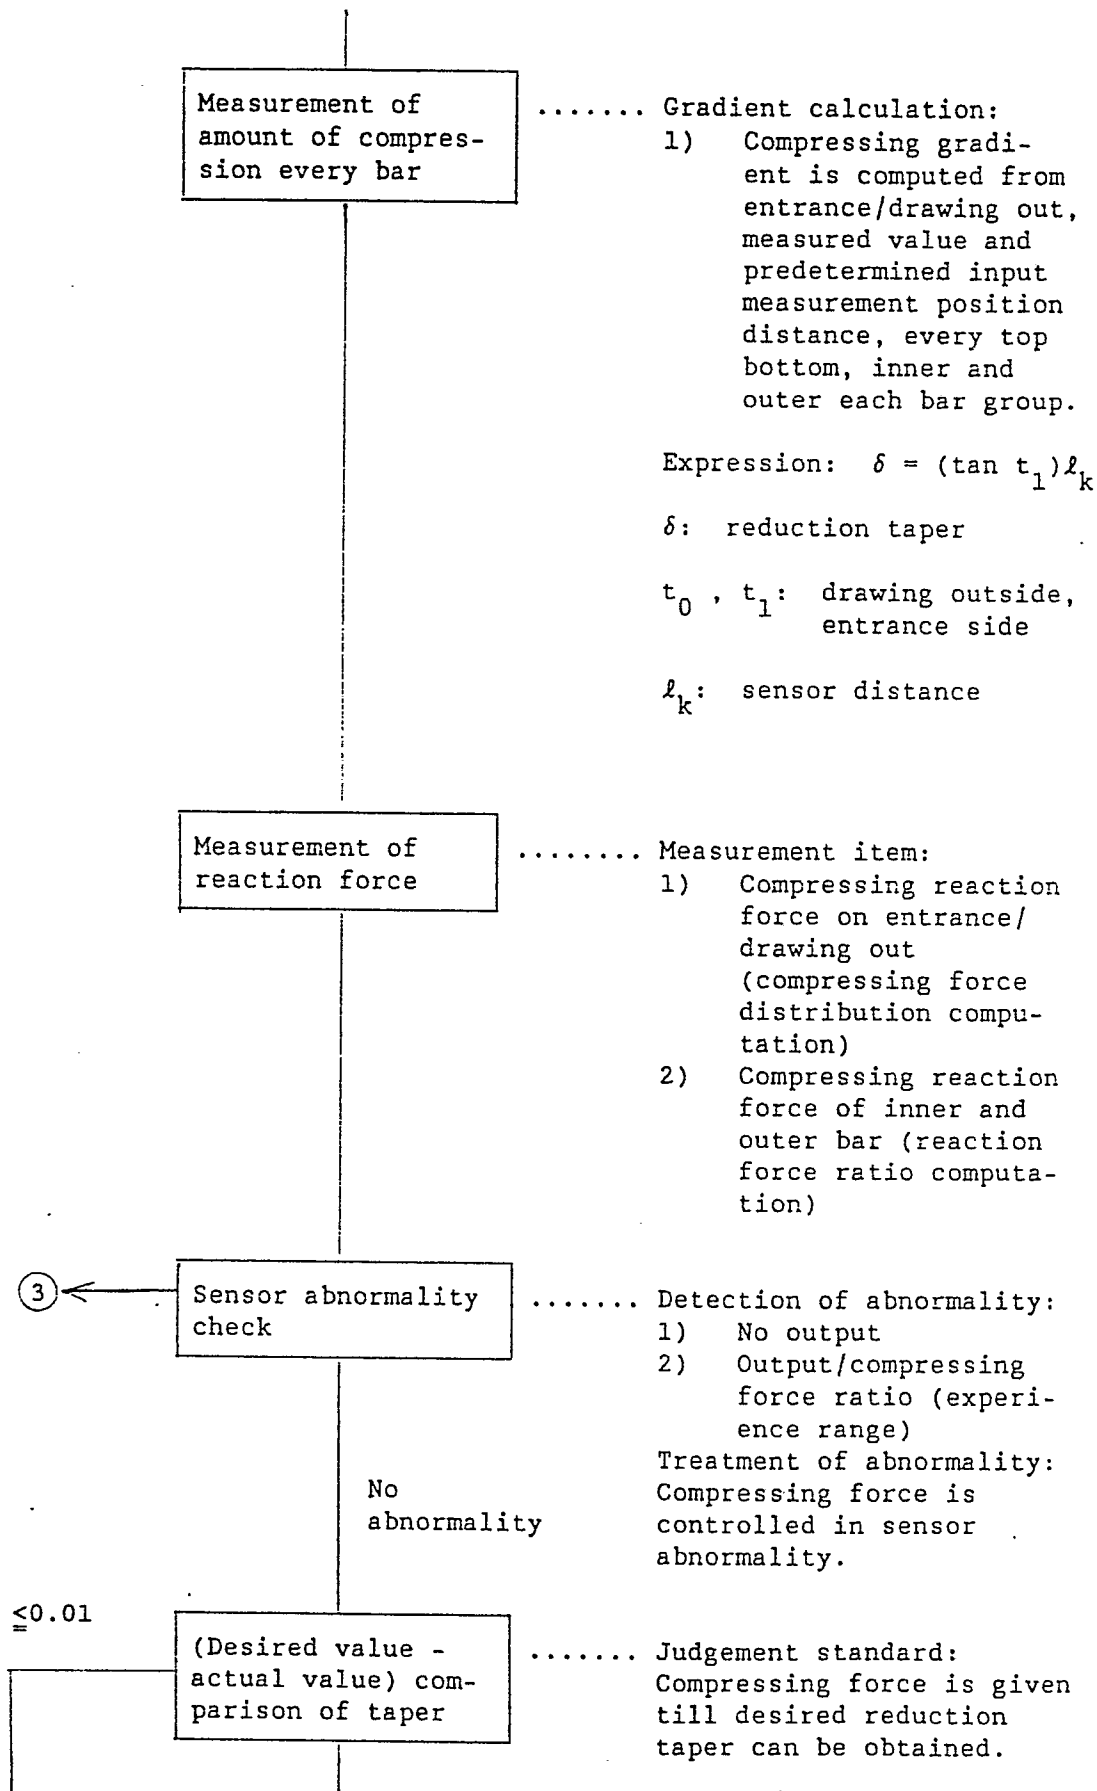 Measurement of
amount of compres-
sion every bar
....... Gradient calculation:
1) Compressing gradi-
ent is computed from
entrance/drawing out,
measured value and
predetermined input
measurement position
distance, every top
bottom, inner and
outer each bar group.
Expression: δ = (tan t₁)ℓₖ
δ: reduction taper
t₀ , t₁: drawing outside,
entrance side
ℓₖ: sensor distance
Measurement of
reaction force
........ Measurement item:
1) Compressing reaction
force on entrance/
drawing out
(compressing force
distribution compu-
tation)
2) Compressing reaction
force of inner and
outer bar (reaction
force ratio computa-
tion)
3
Sensor abnormality
check
....... Detection of abnormality:
1) No output
2) Output/compressing
force ratio (experi-
ence range)
Treatment of abnormality:
Compressing force is
controlled in sensor
abnormality.
No
abnormality
≦0.01
(Desired value -
actual value) com-
parison of taper
....... Judgement standard:
Compressing force is given
till desired reduction
taper can be obtained.